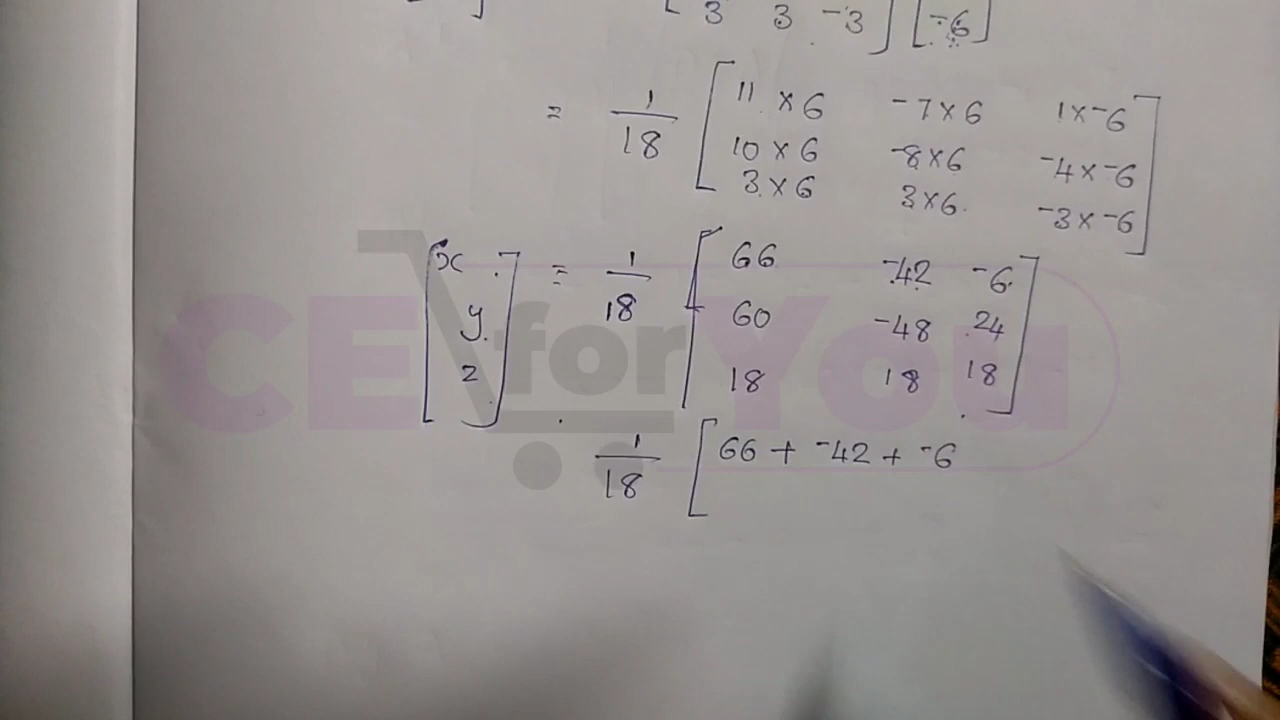 3 3 -3 ] [ -6 ]
= 1/18 [ 11 × 6 -7 × 6 1 × -6
10 × 6 -8 × 6 -4 × -6
3 × 6 3 × 6 -3 × -6 ]
[ x = 1/18 [ 66 -42 -6
y 60 -48 24
z ] 18 18 18 ]
1/18 [ 66 + -42 + -6
CE for You